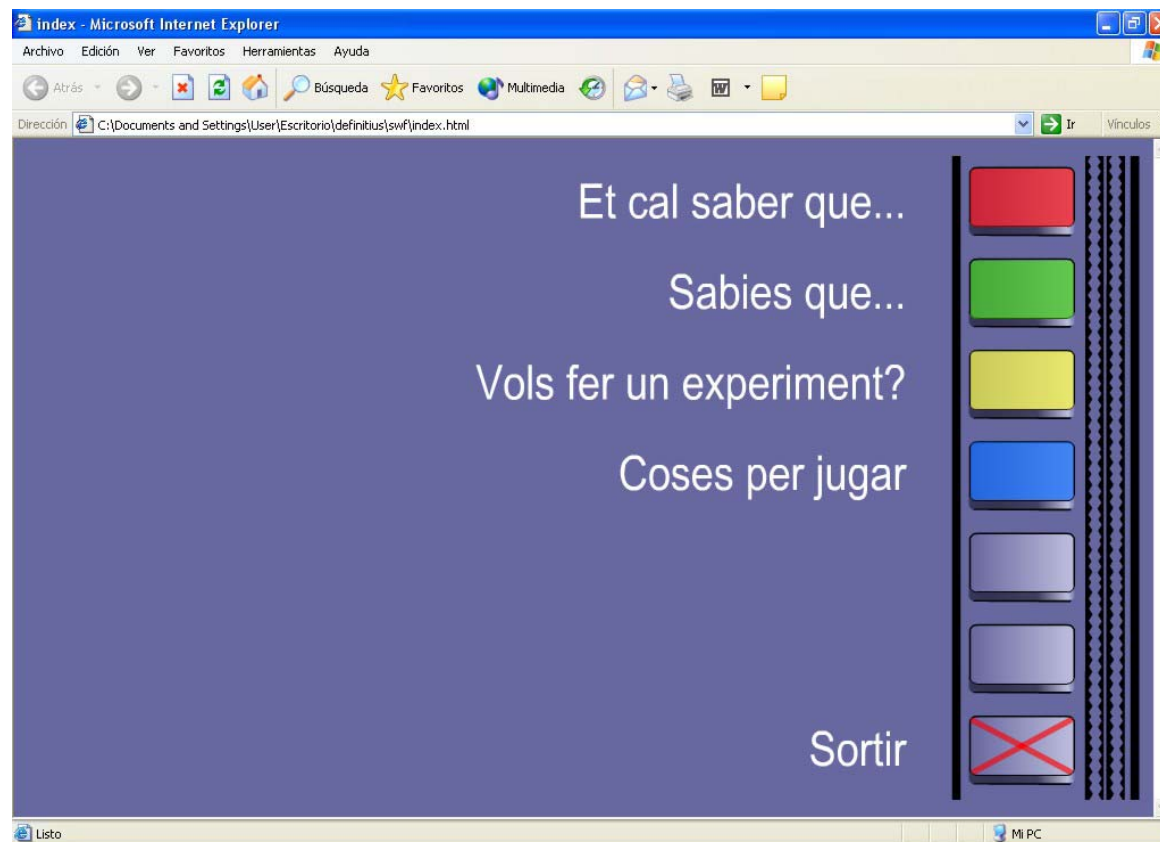 index - Microsoft Internet Explorer
Archivo Edición Ver Favoritos Herramientas Ayuda
Atrás Búsqueda Favoritos Multimedia
Dirección C:\Documents and Settings\User\Escritorio\definitius\swf\index.html Ir Vínculos
Et cal saber que...
Sabies que...
Vols fer un experiment?
Coses per jugar
Sortir
Listo Mi PC